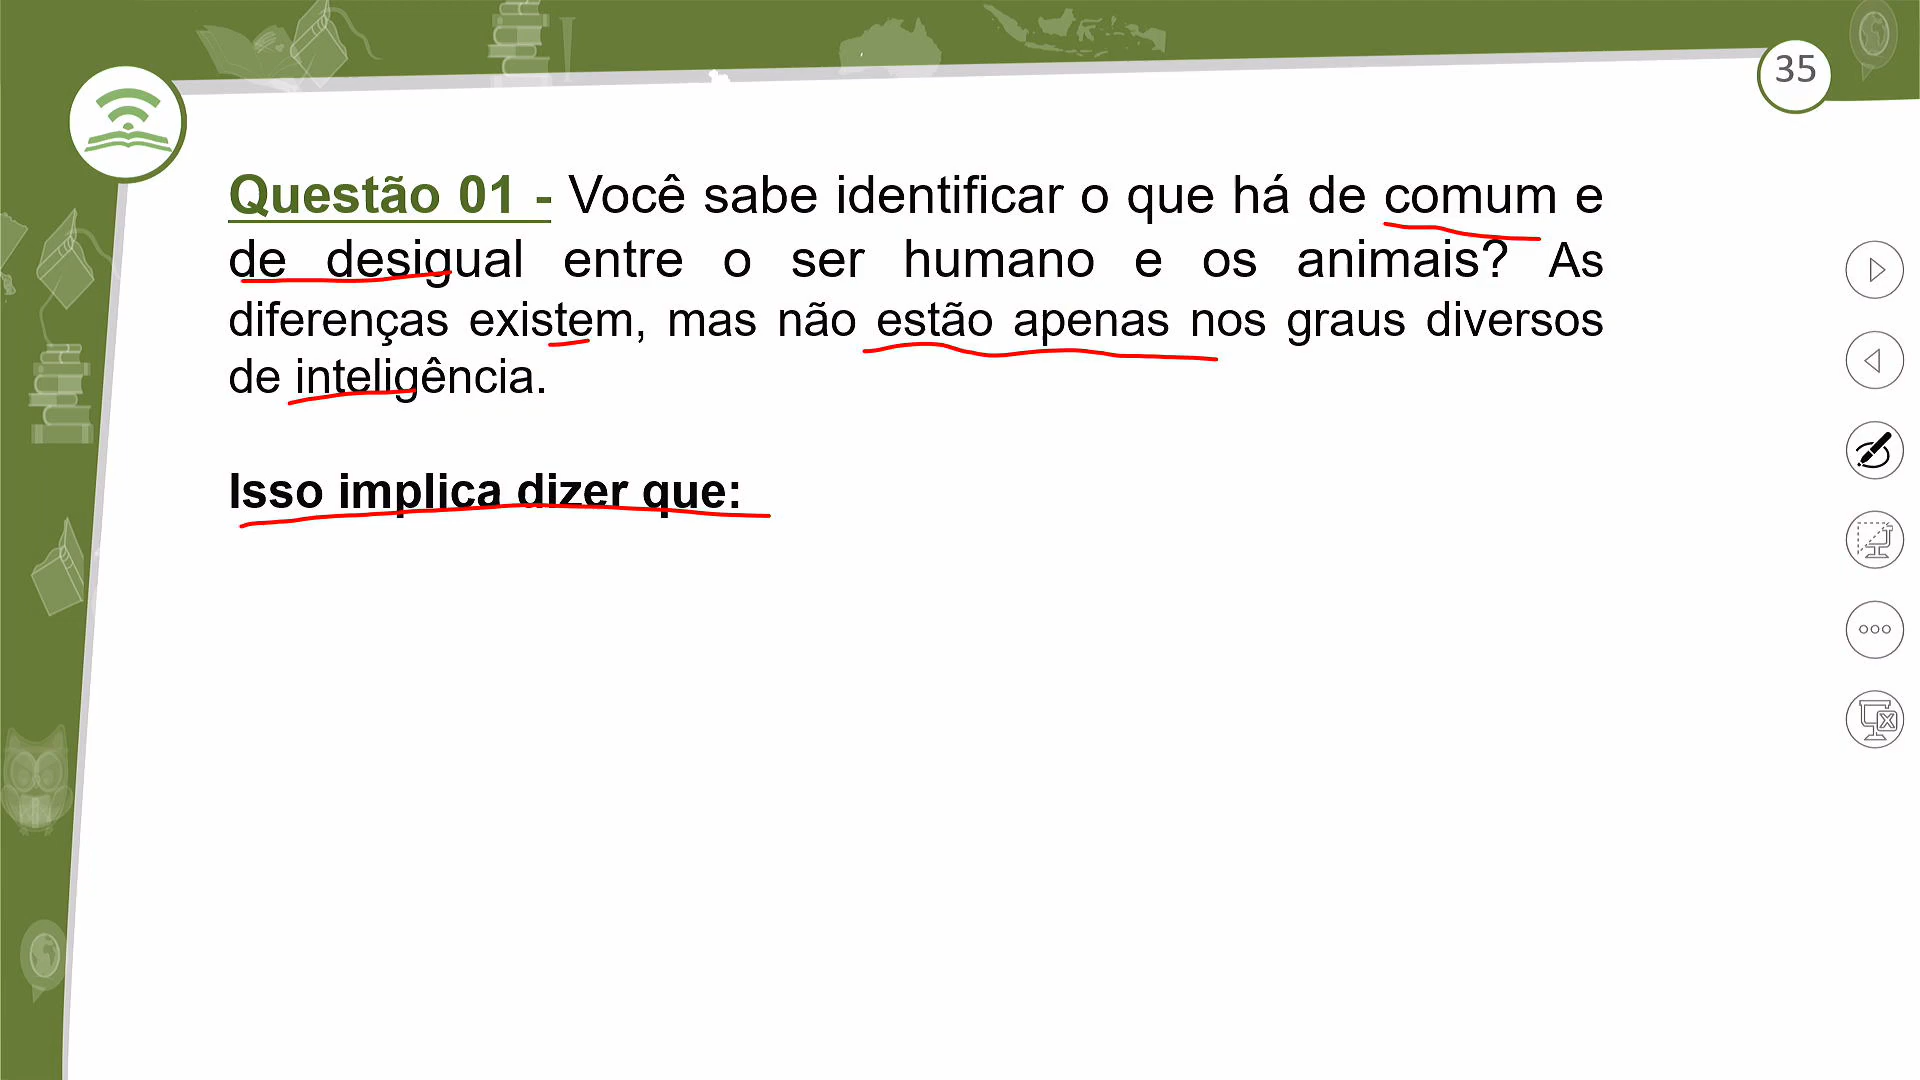 35
Questão 01 - Você sabe identificar o que há de comum e
de desigual entre o ser humano e os animais? As
diferenças existem, mas não estão apenas nos graus diversos
de inteligência.
Isso implica dizer que: